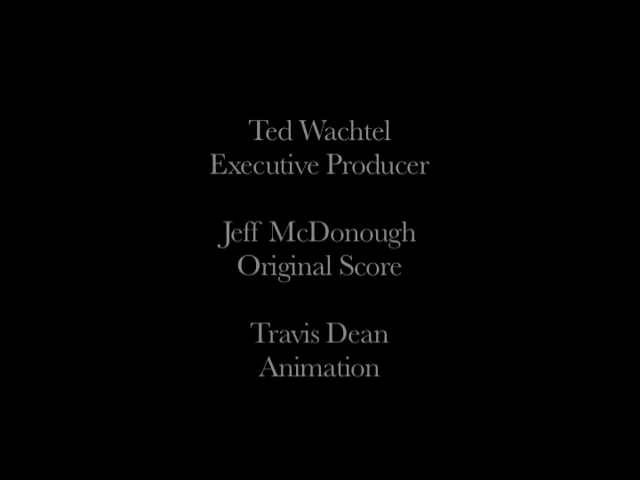 Ted Wachtel
Executive Producer
Jeff McDonough
Original Score
Travis Dean
Animation